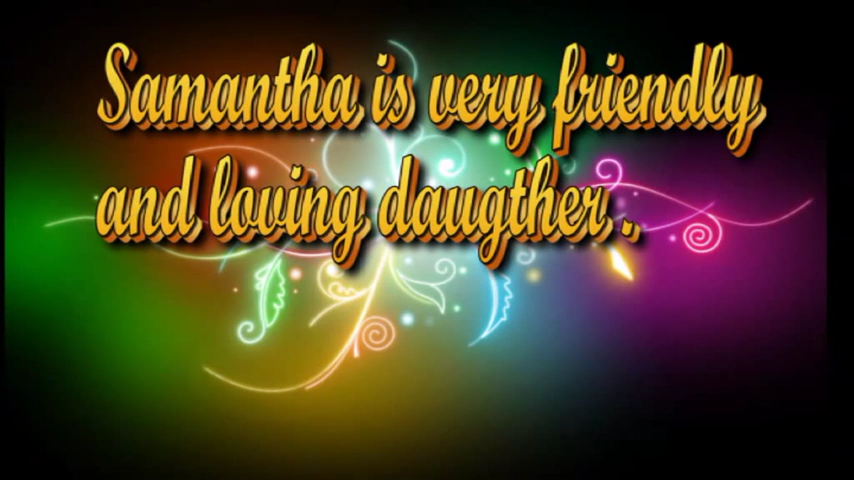 Samantha is very friendly
and loving daugther .